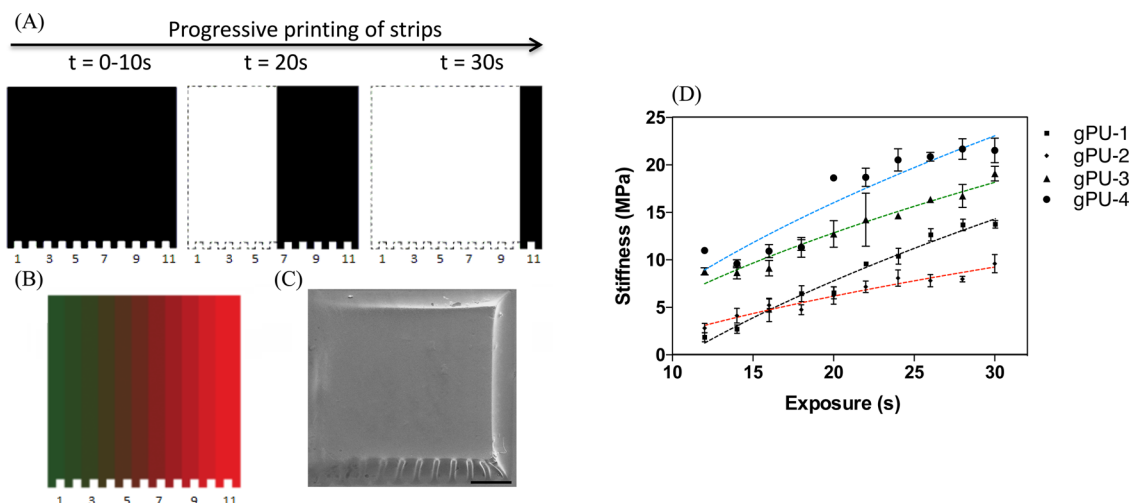 (A)
Progressive printing of strips
t = 0-10s
t = 20s
t = 30s
1 3 5 7 9 11
1 3 5 7 9 11
1 3 5 7 9 11
(B)
1 3 5 7 9 11
(C)
(D)
Stiffness (MPa)
25
20
15
10
5
0
10 15 20 25 30
Exposure (s)
gPU-1
gPU-2
gPU-3
gPU-4